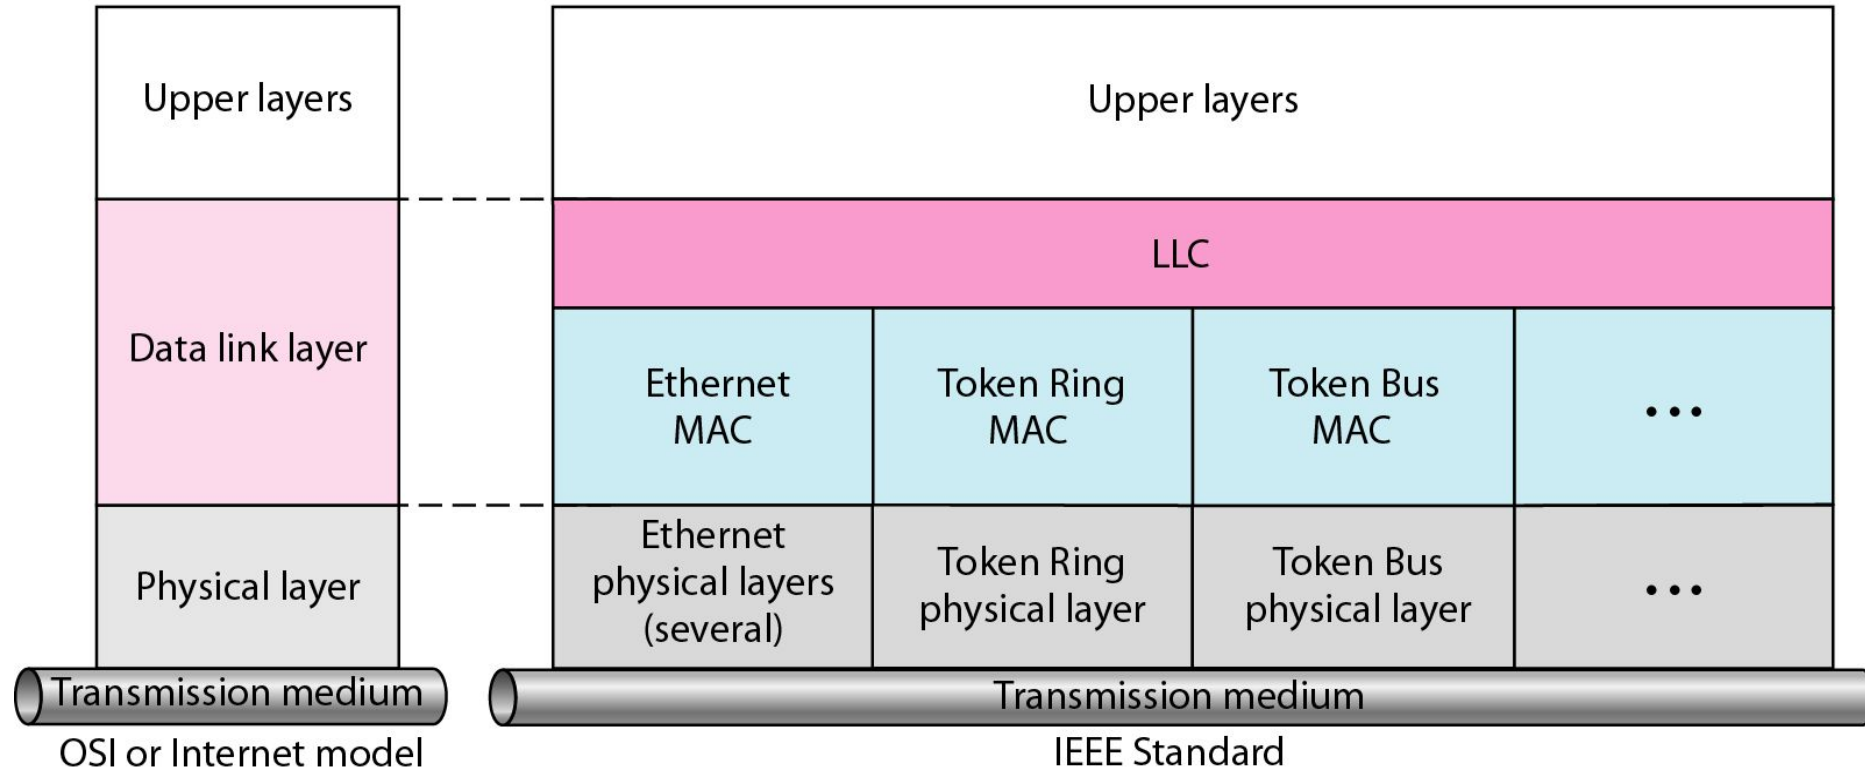 Upper layers
Data link layer
Physical layer
Transmission medium
OSI or Internet model
Upper layers
LLC
Ethernet
MAC
Token Ring
MAC
Token Bus
MAC
...
Ethernet
physical layers
(several)
Token Ring
physical layer
Token Bus
physical layer
...
Transmission medium
IEEE Standard